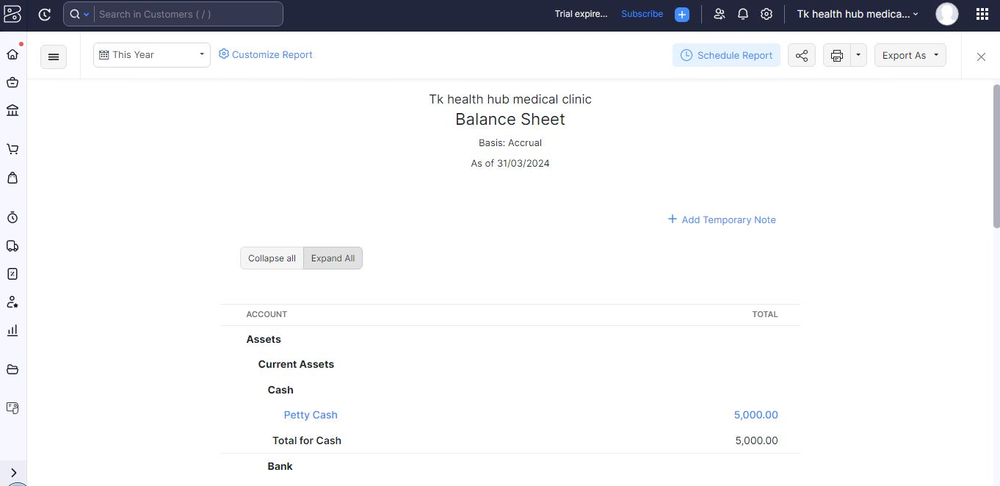 Search in Customers ( / )
Trial expire...
Subscribe
Tk health hub medica...
This Year
Customize Report
Schedule Report
Export As
Tk health hub medical clinic
Balance Sheet
Basis: Accrual
As of 31/03/2024
Add Temporary Note
Collapse all
Expand All
ACCOUNT TOTAL
Assets
Current Assets
Cash
Petty Cash 5,000.00
Total for Cash 5,000.00
Bank